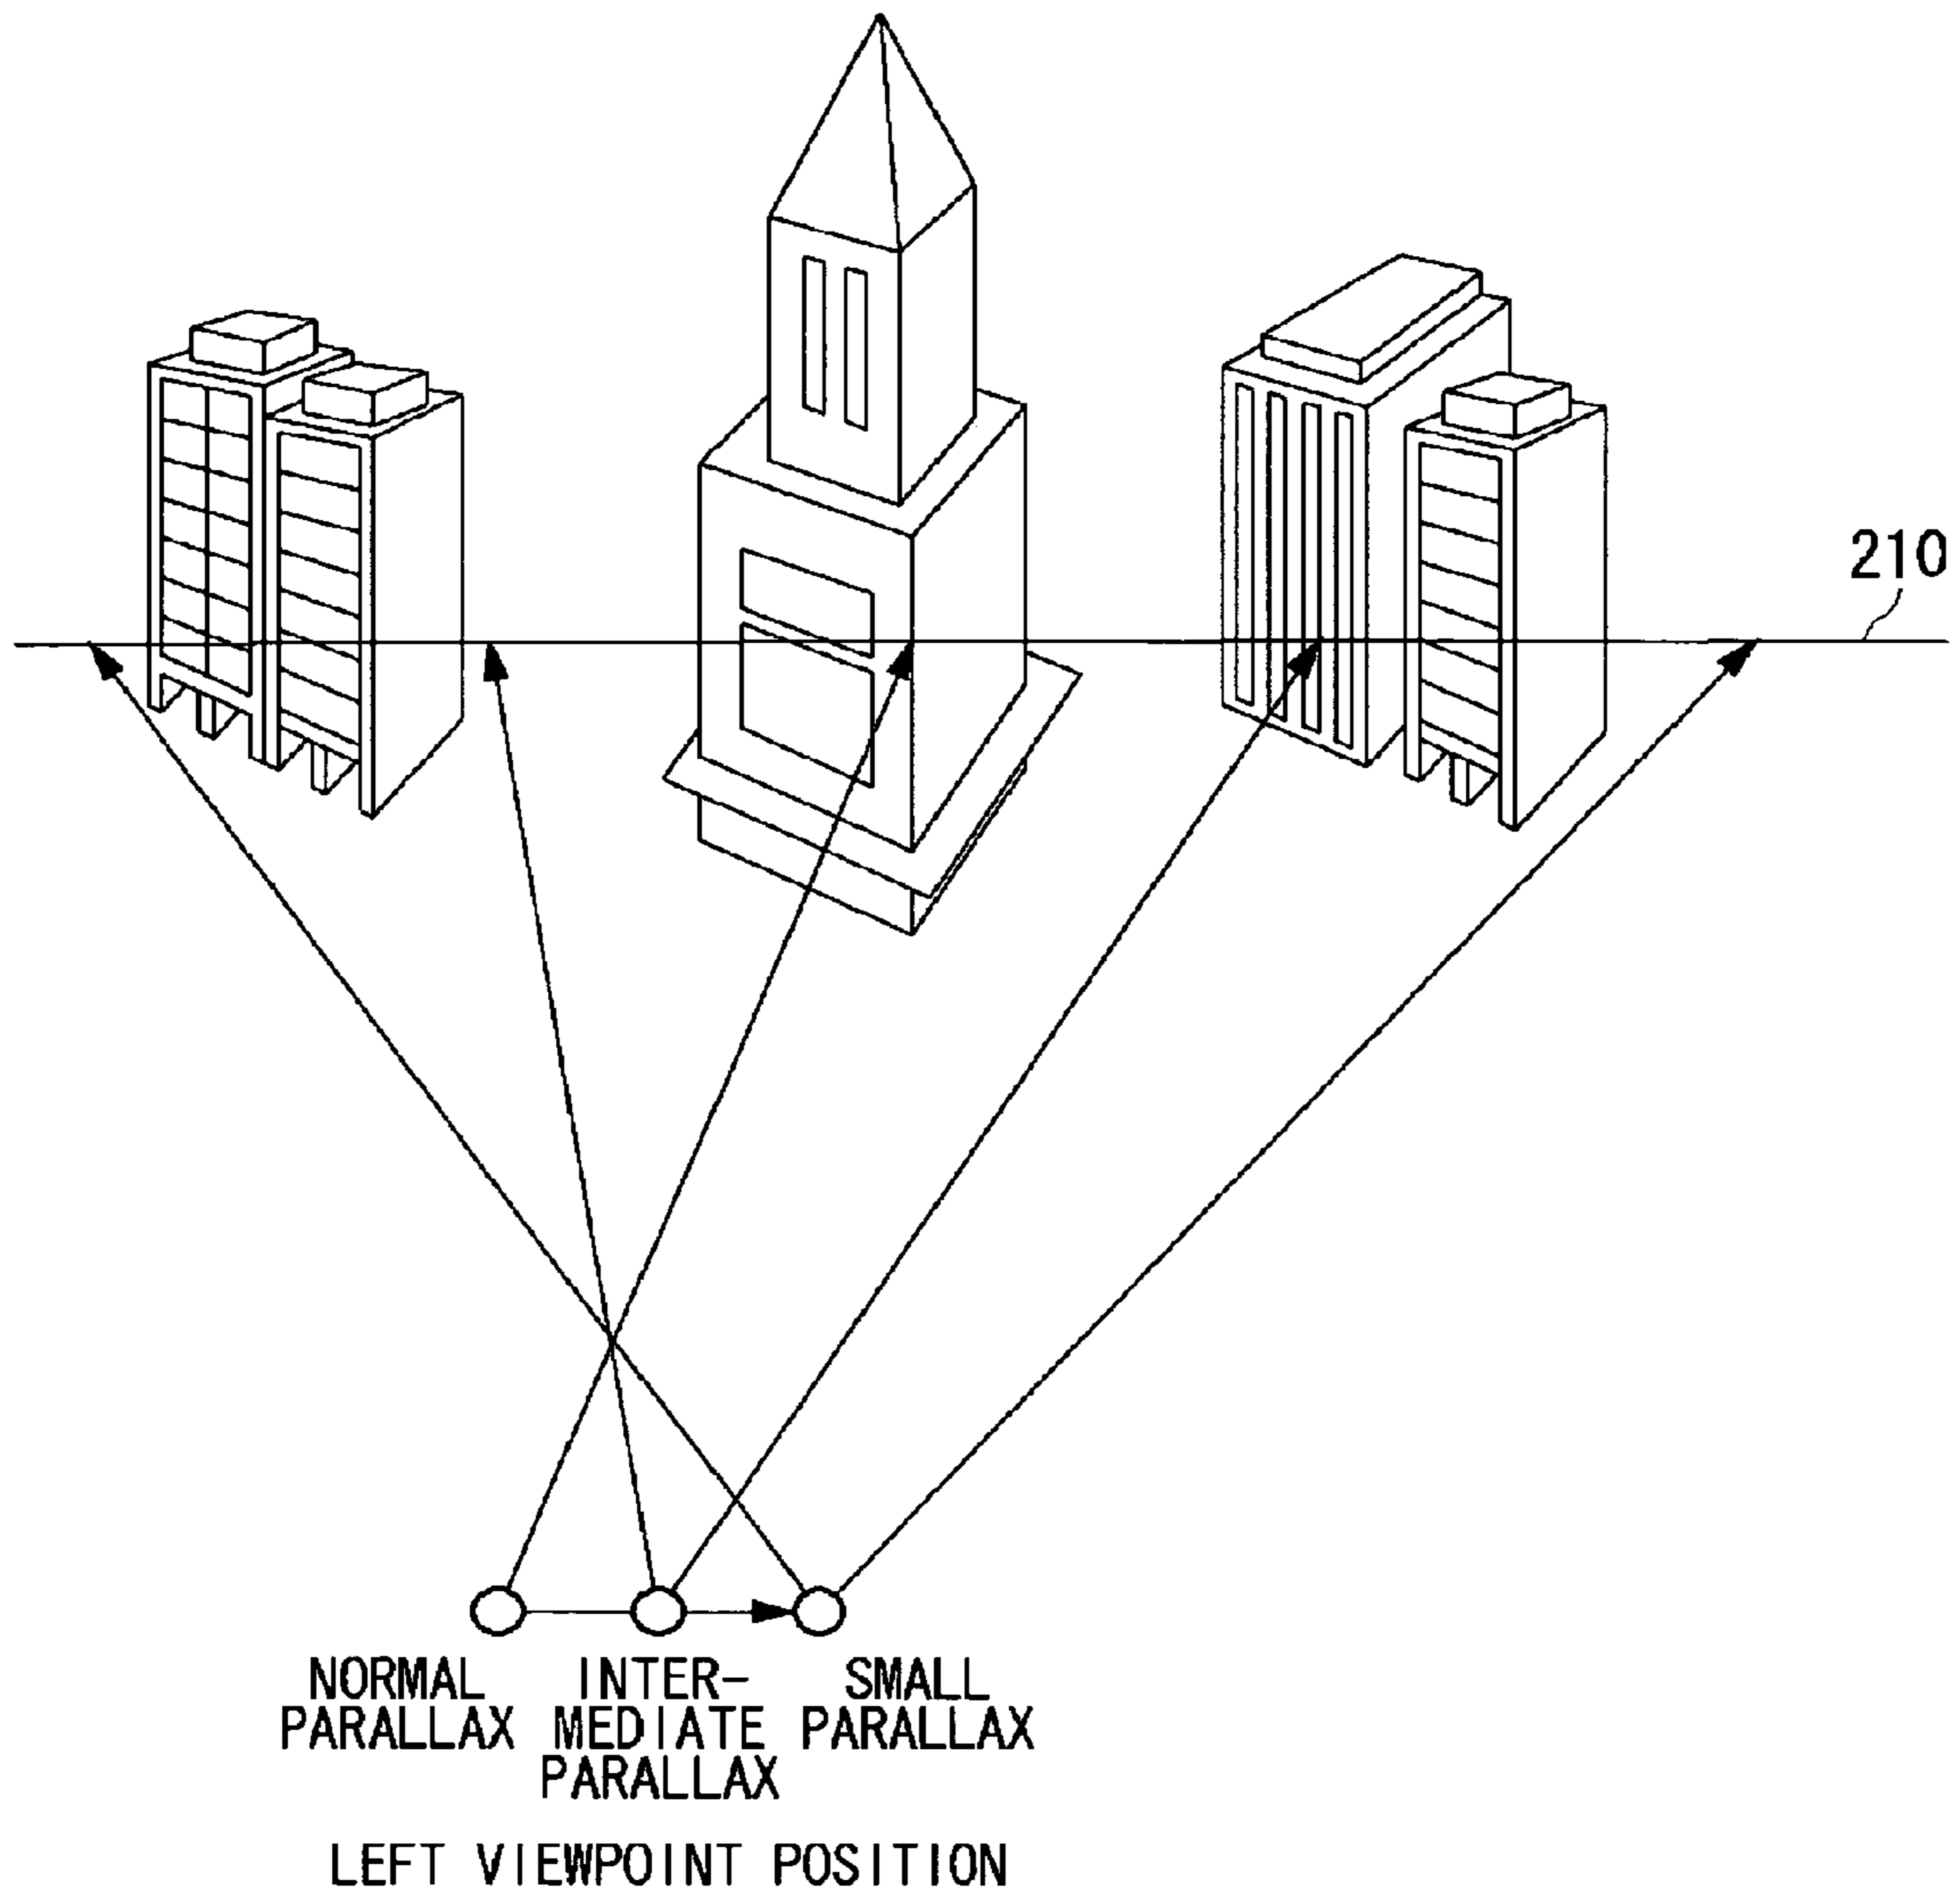 210
NORMAL INTER- SMALL
PARALLAX MEDIATE PARALLAX
PARALLAX
LEFT VIEWPOINT POSITION